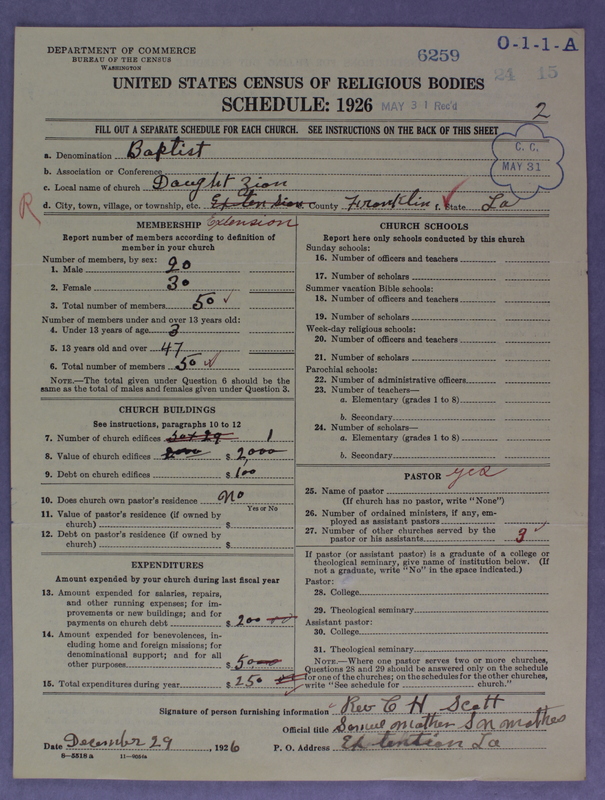 DEPARTMENT OF COMMERCE
BUREAU OF THE CENSUS
WASHINGTON
6259
O-1-1-A
24 15
UNITED STATES CENSUS OF RELIGIOUS BODIES
SCHEDULE: 1926 MAY 31 Rec'd
2
FILL OUT A SEPARATE SCHEDULE FOR EACH CHURCH. SEE INSTRUCTIONS ON THE BACK OF THIS SHEET
C. C.
MAY 31
a. Denomination Baptist
b. Association or Conference
c. Local name of church Daught Zion
d. City, town, village, or township, etc. Extension County Franklin f. State La
R
Extension
MEMBERSHIP
Report number of members according to definition of
member in your church
Number of members, by sex:
1. Male 20
2. Female 30
3. Total number of members 50
Number of members under and over 13 years old:
4. Under 13 years of age 3
5. 13 years old and over 47
6. Total number of members 50
NOTE.—The total given under Question 6 should be the
same as the total of males and females given under Question 3.
CHURCH BUILDINGS
See instructions, paragraphs 10 to 12
7. Number of church edifices 1
8. Value of church edifices 2000 $ 2000
9. Debt on church edifices $ 100
10. Does church own pastor's residence No
Yes or No
11. Value of pastor's residence (if owned by
church) $
12. Debt on pastor's residence (if owned by
church) $
EXPENDITURES
Amount expended by your church during last fiscal year
13. Amount expended for salaries, repairs,
and other running expenses; for im-
provements or new buildings; and for
payments on church debt $ 200 00
14. Amount expended for benevolences, in-
cluding home and foreign missions; for
denominational support; and for all
other purposes $ 50 00
15. Total expenditures during year $ 250
CHURCH SCHOOLS
Report here only schools conducted by this church
Sunday schools:
16. Number of officers and teachers
17. Number of scholars
Summer vacation Bible schools:
18. Number of officers and teachers
19. Number of scholars
Week-day religious schools:
20. Number of officers and teachers
21. Number of scholars
Parochial schools:
22. Number of administrative officers
23. Number of teachers—
a. Elementary (grades 1 to 8)
b. Secondary
24. Number of scholars—
a. Elementary (grades 1 to 8)
b. Secondary
PASTOR yes
25. Name of pastor
(If church has no pastor, write "None")
26. Number of ordained ministers, if any, em-
ployed as assistant pastors
27. Number of other churches served by the
pastor or his assistants 3
If pastor (or assistant pastor) is a graduate of a college or
theological seminary, give name of institution below. (If
not a graduate, write "No" in the space indicated.)
Pastor:
28. College
29. Theological seminary
Assistant pastor:
30. College
31. Theological seminary
NOTE.—Where one pastor serves two or more churches,
Questions 28 and 29 should be answered only on the schedule
for one of the churches; on the schedules for the other churches,
write "See schedule for church."
Signature of person furnishing information Rev C H Scott
Official title Samuel Mathes S N Mathes
Date December 29, 1926 P. O. Address Extention La
8-5518 a 11-9034a